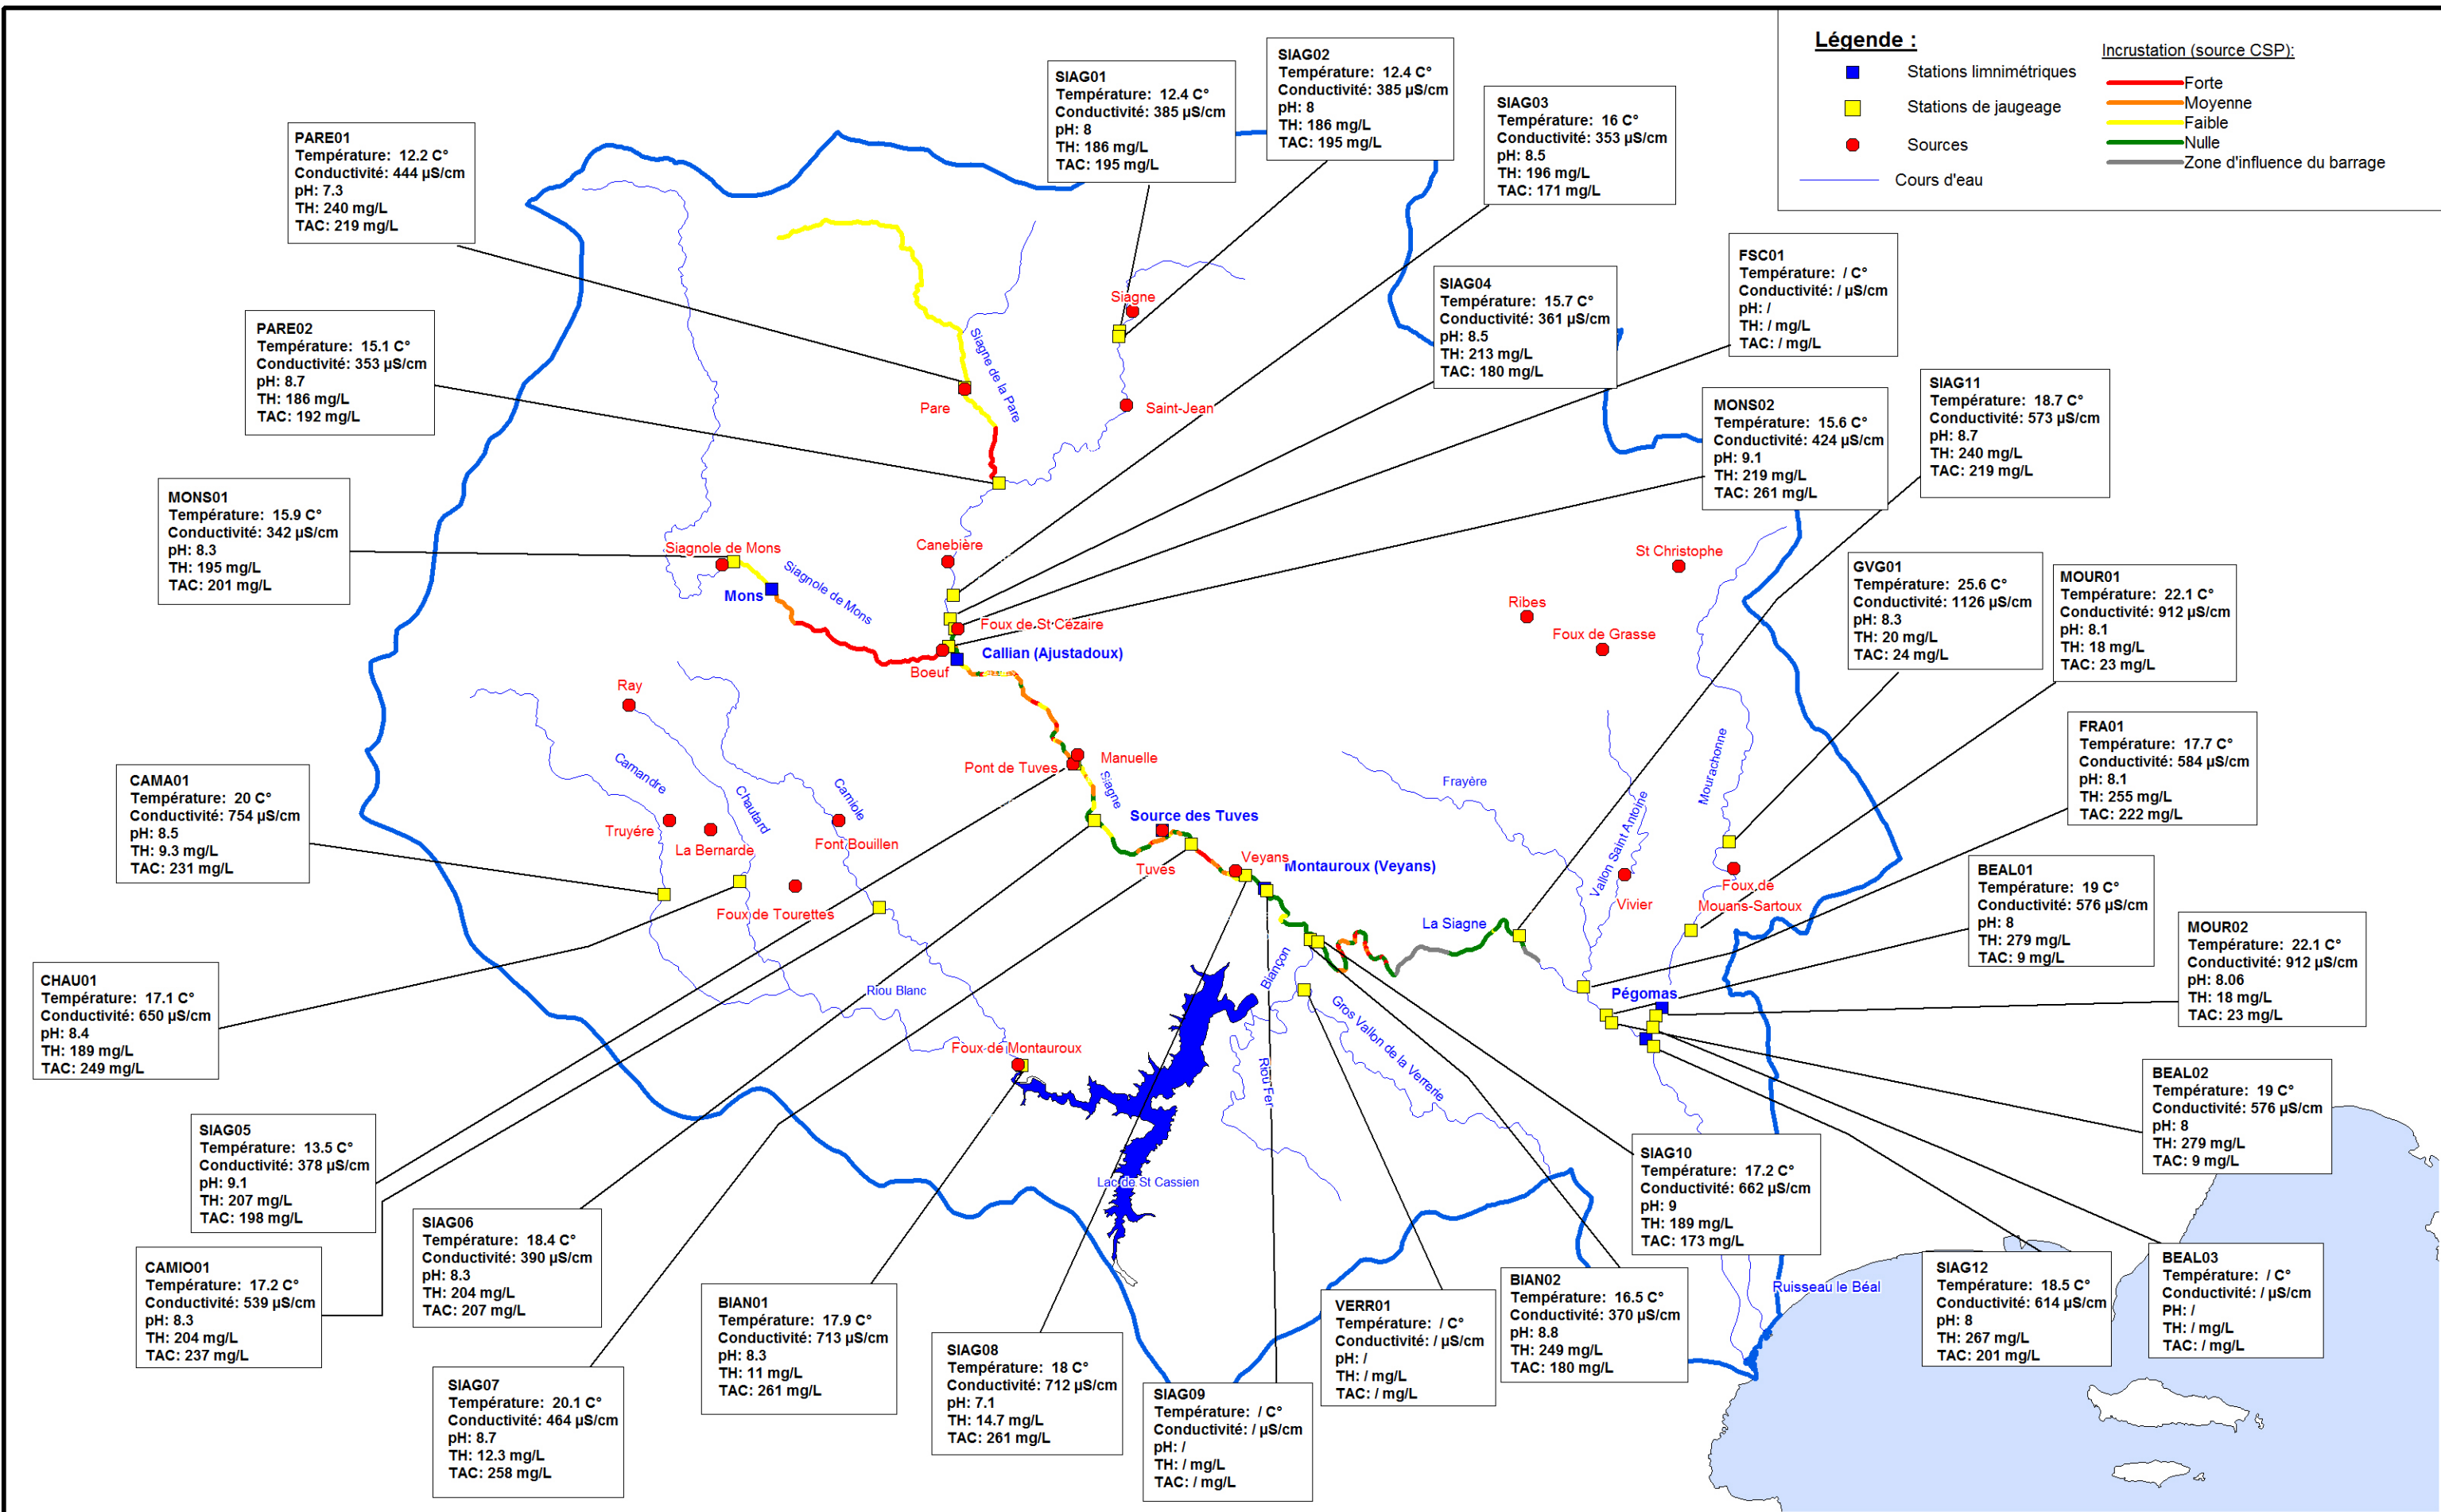 Légende :
Stations limnimétriques
Stations de jaugeage
Sources
Cours d'eau
Incrustation (source CSP):
Forte
Moyenne
Faible
Nulle
Zone d'influence du barrage
SIAG01
Température: 12.4 C°
Conductivité: 385 µS/cm
pH: 8
TH: 186 mg/L
TAC: 195 mg/L
SIAG02
Température: 12.4 C°
Conductivité: 385 µS/cm
pH: 8
TH: 186 mg/L
TAC: 195 mg/L
SIAG03
Température: 16 C°
Conductivité: 353 µS/cm
pH: 8.5
TH: 196 mg/L
TAC: 171 mg/L
PARE01
Température: 12.2 C°
Conductivité: 444 µS/cm
pH: 7.3
TH: 240 mg/L
TAC: 219 mg/L
FSC01
Température: / C°
Conductivité: / µS/cm
pH: /
TH: / mg/L
TAC: / mg/L
SIAG04
Température: 15.7 C°
Conductivité: 361 µS/cm
pH: 8.5
TH: 213 mg/L
TAC: 180 mg/L
PARE02
Température: 15.1 C°
Conductivité: 353 µS/cm
pH: 8.7
TH: 186 mg/L
TAC: 192 mg/L
SIAG11
Température: 18.7 C°
Conductivité: 573 µS/cm
pH: 8.7
TH: 240 mg/L
TAC: 219 mg/L
MONS02
Température: 15.6 C°
Conductivité: 424 µS/cm
pH: 9.1
TH: 219 mg/L
TAC: 261 mg/L
MONS01
Température: 15.9 C°
Conductivité: 342 µS/cm
pH: 8.3
TH: 195 mg/L
TAC: 201 mg/L
GVG01
Température: 25.6 C°
Conductivité: 1126 µS/cm
pH: 8.3
TH: 20 mg/L
TAC: 24 mg/L
MOUR01
Température: 22.1 C°
Conductivité: 912 µS/cm
pH: 8.1
TH: 18 mg/L
TAC: 23 mg/L
FRA01
Température: 17.7 C°
Conductivité: 584 µS/cm
pH: 8.1
TH: 255 mg/L
TAC: 222 mg/L
CAMA01
Température: 20 C°
Conductivité: 754 µS/cm
pH: 8.5
TH: 9.3 mg/L
TAC: 231 mg/L
BEAL01
Température: 19 C°
Conductivité: 576 µS/cm
pH: 8
TH: 279 mg/L
TAC: 9 mg/L
MOUR02
Température: 22.1 C°
Conductivité: 912 µS/cm
pH: 8.06
TH: 18 mg/L
TAC: 23 mg/L
CHAU01
Température: 17.1 C°
Conductivité: 650 µS/cm
pH: 8.4
TH: 189 mg/L
TAC: 249 mg/L
BEAL02
Température: 19 C°
Conductivité: 576 µS/cm
pH: 8
TH: 279 mg/L
TAC: 9 mg/L
SIAG05
Température: 13.5 C°
Conductivité: 378 µS/cm
pH: 9.1
TH: 207 mg/L
TAC: 198 mg/L
SIAG10
Température: 17.2 C°
Conductivité: 662 µS/cm
pH: 9
TH: 189 mg/L
TAC: 173 mg/L
SIAG06
Température: 18.4 C°
Conductivité: 390 µS/cm
pH: 8.3
TH: 204 mg/L
TAC: 207 mg/L
CAMIO01
Température: 17.2 C°
Conductivité: 539 µS/cm
pH: 8.3
TH: 204 mg/L
TAC: 237 mg/L
BIAN01
Température: 17.9 C°
Conductivité: 713 µS/cm
pH: 8.3
TH: 11 mg/L
TAC: 261 mg/L
VERR01
Température: / C°
Conductivité: / µS/cm
pH: /
TH: / mg/L
TAC: / mg/L
BIAN02
Température: 16.5 C°
Conductivité: 370 µS/cm
pH: 8.8
TH: 249 mg/L
TAC: 180 mg/L
SIAG12
Température: 18.5 C°
Conductivité: 614 µS/cm
pH: 8
TH: 267 mg/L
TAC: 201 mg/L
BEAL03
Température: / C°
Conductivité: / µS/cm
PH: /
TH: / mg/L
TAC: / mg/L
SIAG07
Température: 20.1 C°
Conductivité: 464 µS/cm
pH: 8.7
TH: 12.3 mg/L
TAC: 258 mg/L
SIAG08
Température: 18 C°
Conductivité: 712 µS/cm
pH: 7.1
TH: 14.7 mg/L
TAC: 261 mg/L
SIAG09
Température: / C°
Conductivité: / µS/cm
pH: /
TH: / mg/L
TAC: / mg/L
Siagne
Siagne de la Pare
Pare
Saint-Jean
Siagnole de Mons
Canebière
Mons
Siagnole de Mons
Foux de St Cézaire
Callian (Ajustadoux)
Boeuf
St Christophe
Ribes
Foux de Grasse
Ray
Camandre
Chautard
Camiole
Truyére
La Bernarde
Font Bouillen
Foux de Tourettes
Pont de Tuves
Manuelle
Siagne
Source des Tuves
Tuves
Veyans
Montauroux (Veyans)
Frayère
Vallon Saint Antoine
Mourachonne
Vivier
Foux de
Mouans-Sartoux
La Siagne
Pégomas
Riou Blanc
Biançon
Gros Vallon de la Verrerie
Riou Fer
Foux de Montauroux
Lac de St Cassien
Ruisseau le Béal